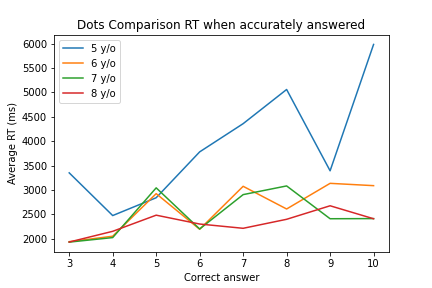 Dots Comparison RT when accurately answered
6000
5500
5000
4500
4000
3500
3000
2500
2000
Average RT (ms)
5 y/o
6 y/o
7 y/o
8 y/o
3 4 5 6 7 8 9 10
Correct answer